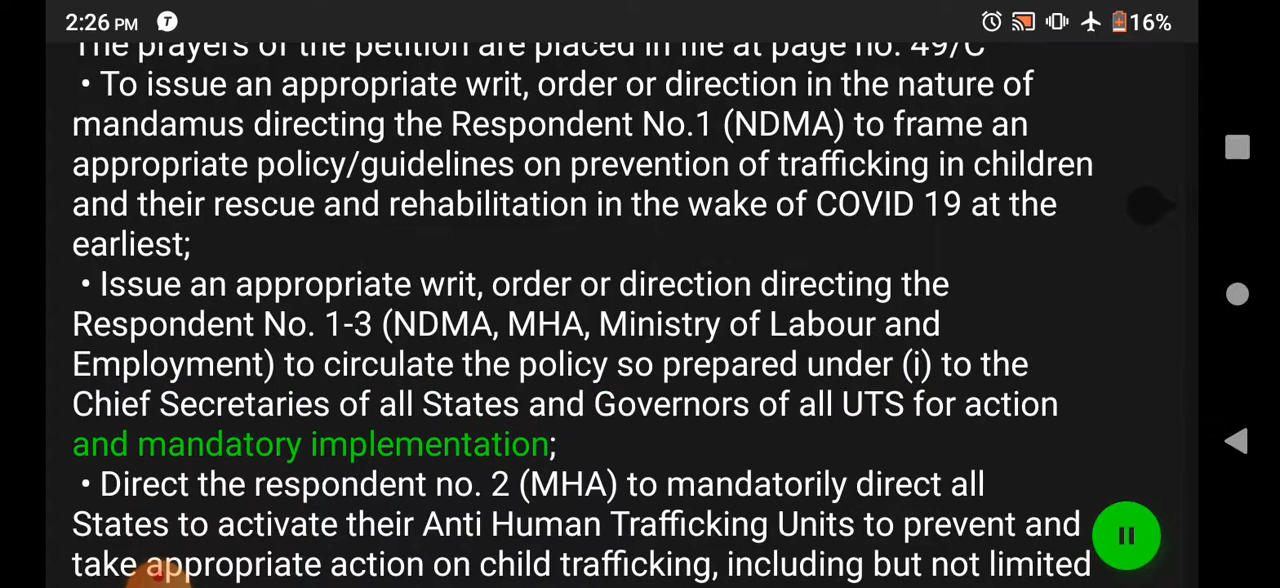 2:26 PM
16%
The prayers of the petition are placed in file at page no. 49/C
• To issue an appropriate writ, order or direction in the nature of
mandamus directing the Respondent No.1 (NDMA) to frame an
appropriate policy/guidelines on prevention of trafficking in children
and their rescue and rehabilitation in the wake of COVID 19 at the
earliest;
• Issue an appropriate writ, order or direction directing the
Respondent No. 1-3 (NDMA, MHA, Ministry of Labour and
Employment) to circulate the policy so prepared under (i) to the
Chief Secretaries of all States and Governors of all UTS for action
and mandatory implementation;
• Direct the respondent no. 2 (MHA) to mandatorily direct all
States to activate their Anti Human Trafficking Units to prevent and
take appropriate action on child trafficking, including but not limited